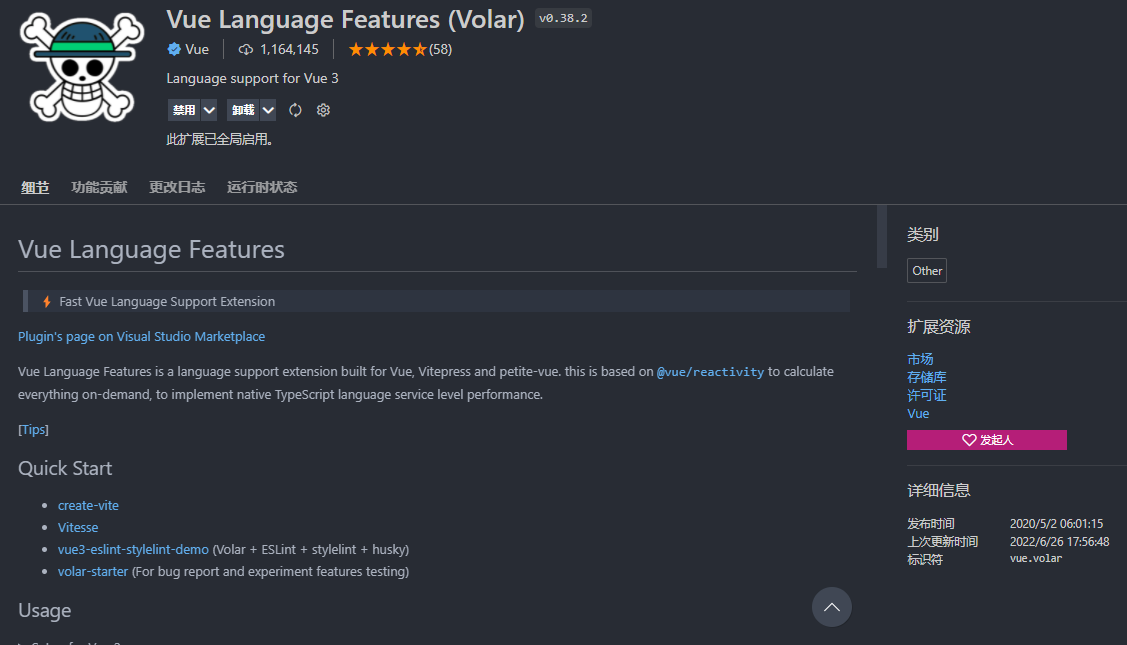 Vue Language Features (Volar) v0.38.2
Vue 1,164,145 (58)
Language support for Vue 3
禁用 卸载
此扩展已全局启用。
细节 功能贡献 更改日志 运行时状态
Vue Language Features
Fast Vue Language Support Extension
Plugin's page on Visual Studio Marketplace
Vue Language Features is a language support extension built for Vue, Vitepress and petite-vue. this is based on @vue/reactivity to calculate
everything on-demand, to implement native TypeScript language service level performance.
[Tips]
Quick Start
create-vite
Vitesse
vue3-eslint-stylelint-demo (Volar + ESLint + stylelint + husky)
volar-starter (For bug report and experiment features testing)
Usage
类别
Other
扩展资源
市场
存储库
许可证
Vue
发起人
详细信息
发布时间 2020/5/2 06:01:15
上次更新时间 2022/6/26 17:56:48
标识符 vue.volar